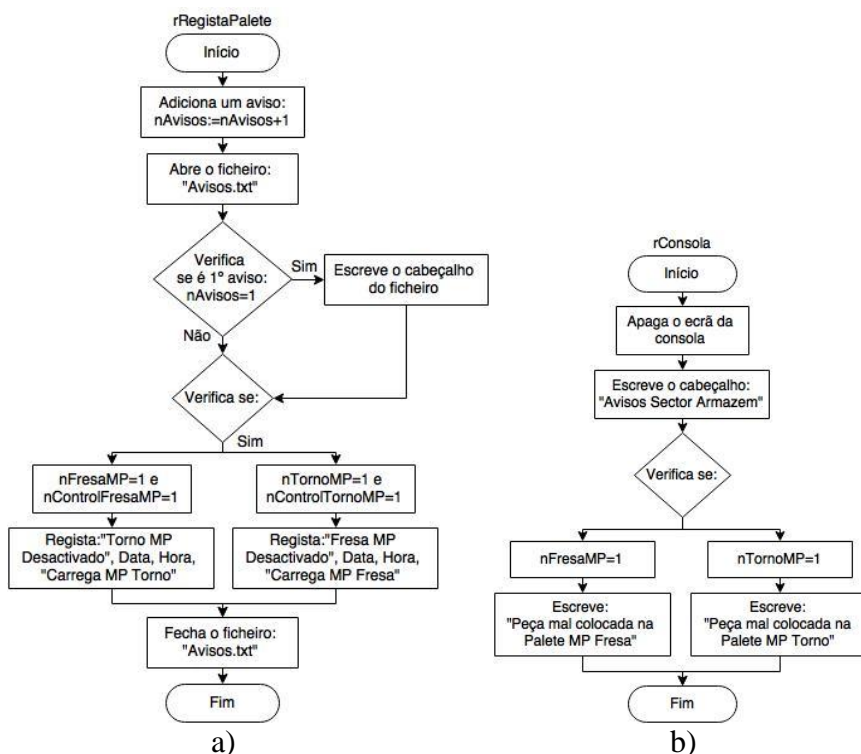 rRegistaPalete
Início
Adiciona um aviso:
nAvisos:=nAvisos+1
Abre o ficheiro:
"Avisos.txt"
Verifica
se é 1º aviso:
nAvisos=1
Sim
Escreve o cabeçalho
do ficheiro
Não
Verifica se:
Sim
nFresaMP=1 e
nControlFresaMP=1
nTornoMP=1 e
nControlTornoMP=1
Regista:"Torno MP
Desactivado", Data, Hora,
"Carrega MP Torno"
Regista:"Fresa MP
Desactivado", Data, Hora,
"Carrega MP Fresa"
Fecha o ficheiro:
"Avisos.txt"
Fim
a)
rConsola
Início
Apaga o ecrã da
consola
Escreve o cabeçalho:
"Avisos Sector Armazem"
Verifica se:
nFresaMP=1
nTornoMP=1
Escreve:
"Peça mal colocada na
Palete MP Fresa"
Escreve:
"Peça mal colocada na
Palete MP Torno"
Fim
b)